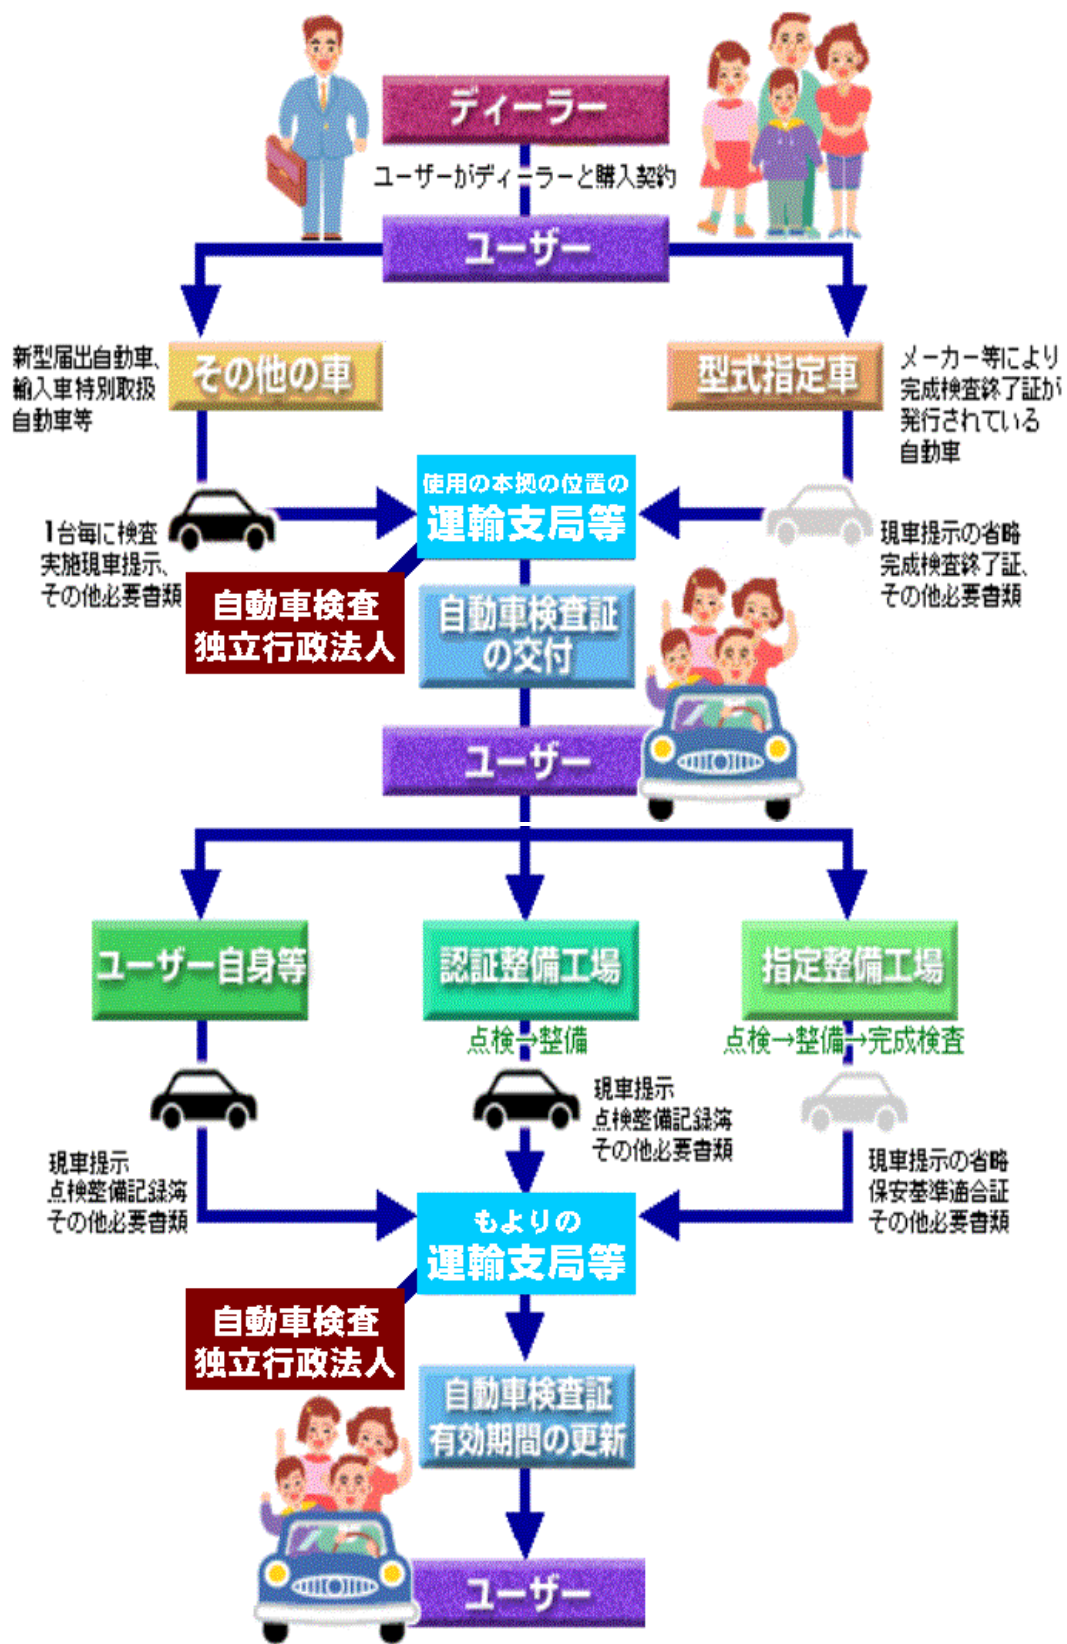 ディーラー
ユーザーがディーラーと購入契約
ユーザー
新型届出自動車、
輸入車特別取扱
自動車等
その他の車
型式指定車
メーカー等により
完成検査終了証が
発行されている
自動車
使用の本拠の位置の
運輸支局等
1台毎に検査
実施現車提示、
その他必要書類
現車提示の省略
完成検査終了証、
その他必要書類
自動車検査
独立行政法人
自動車検査証
の交付
ユーザー
ユーザー自身等
認証整備工場
指定整備工場
点検→整備
点検→整備→完成検査
現車提示
点検整備記録簿
その他必要書類
現車提示
点検整備記録簿
その他必要書類
現車提示の省略
保安基準適合証
その他必要書類
もよりの
運輸支局等
自動車検査
独立行政法人
自動車検査証
有効期間の更新
ユーザー